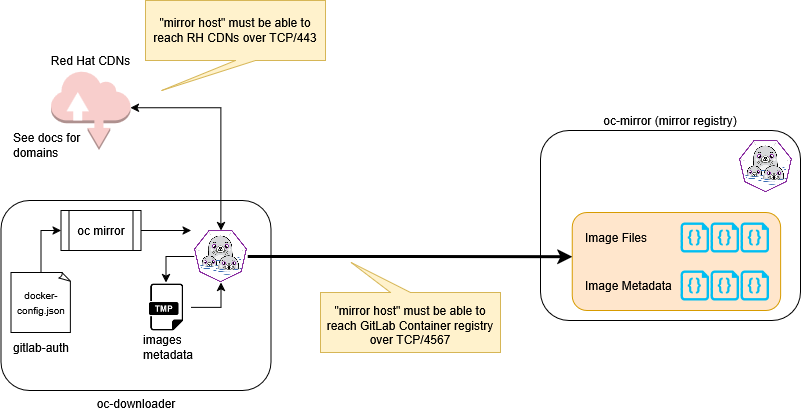 "mirror host" must be able to
reach RH CDNs over TCP/443
Red Hat CDNs
See docs for
domains
oc-mirror (mirror registry)
oc mirror
Image Files
{} {} {}
Image Metadata
{} {} {}
docker-
config.json
TMP
gitlab-auth
images
metadata
"mirror host" must be able to
reach GitLab Container registry
over TCP/4567
oc-downloader